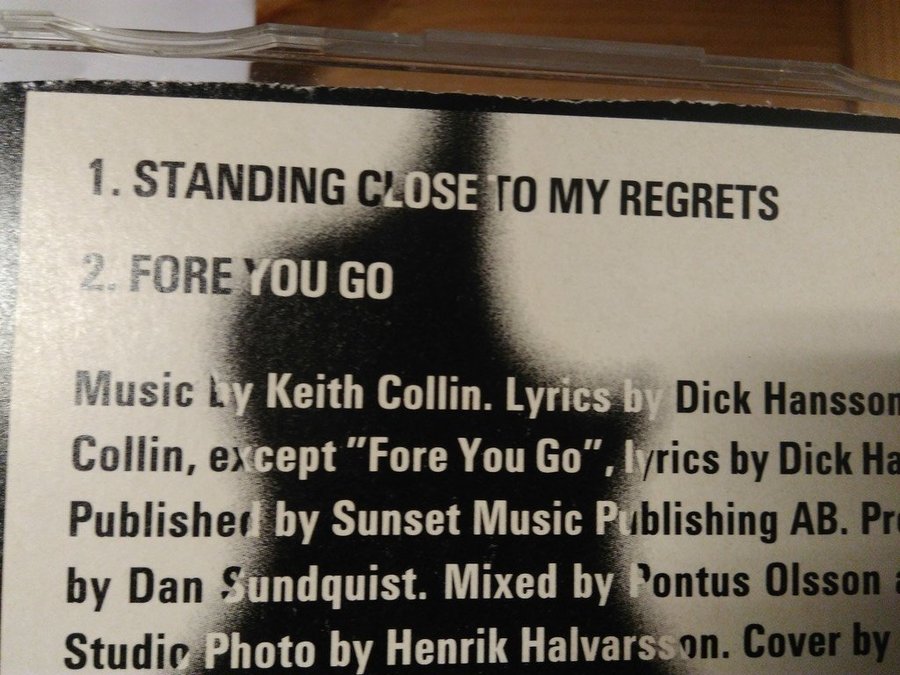 1. STANDING CLOSE TO MY REGRETS
2. FORE YOU GO
Music by Keith Collin. Lyrics by Dick Hansson
Collin, except "Fore You Go", lyrics by Dick Ha
Published by Sunset Music Publishing AB. Pro
by Dan Sundquist. Mixed by Pontus Olsson a
Studio Photo by Henrik Halvarsson. Cover by